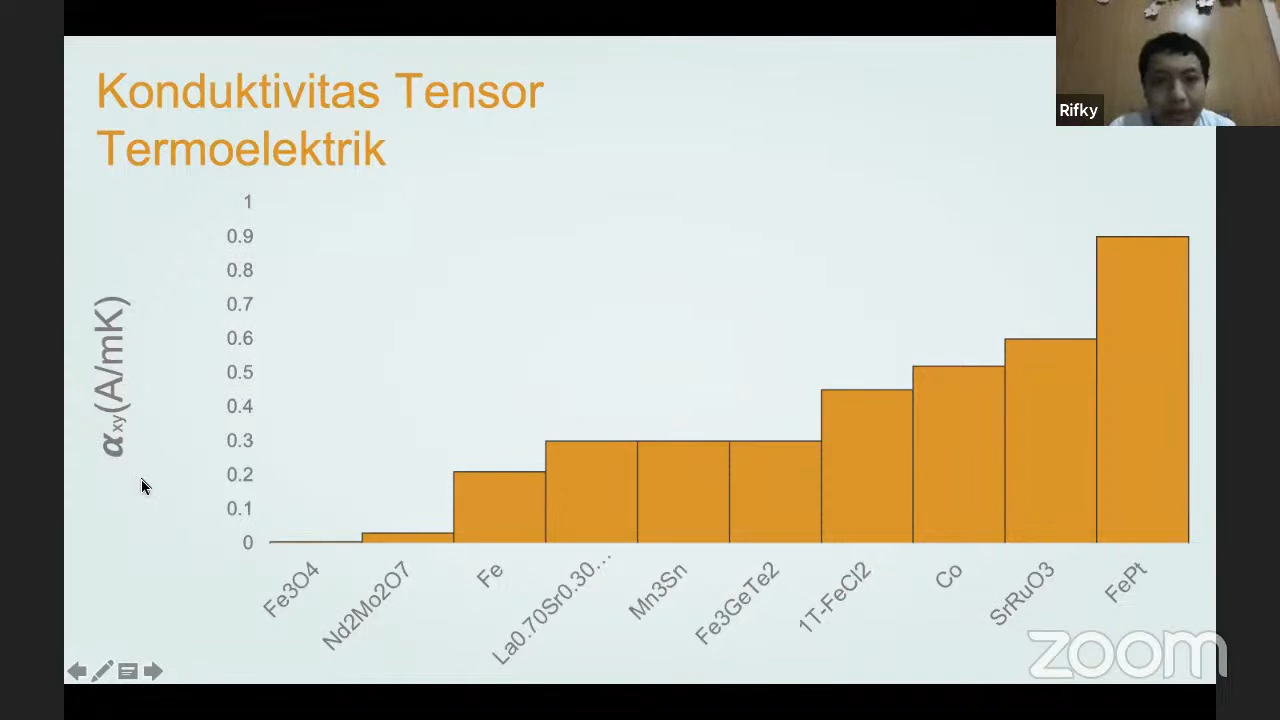 Konduktivitas Tensor
Termoelektrik
Rifky
αxy(A/mK)
1
0.9
0.8
0.7
0.6
0.5
0.4
0.3
0.2
0.1
0
Fe3O4
Nd2Mo2O7
Fe
La0.70Sr0.30...
Mn3Sn
Fe3GeTe2
1T-FeCl2
Co
SrRuO3
FePt
zoom